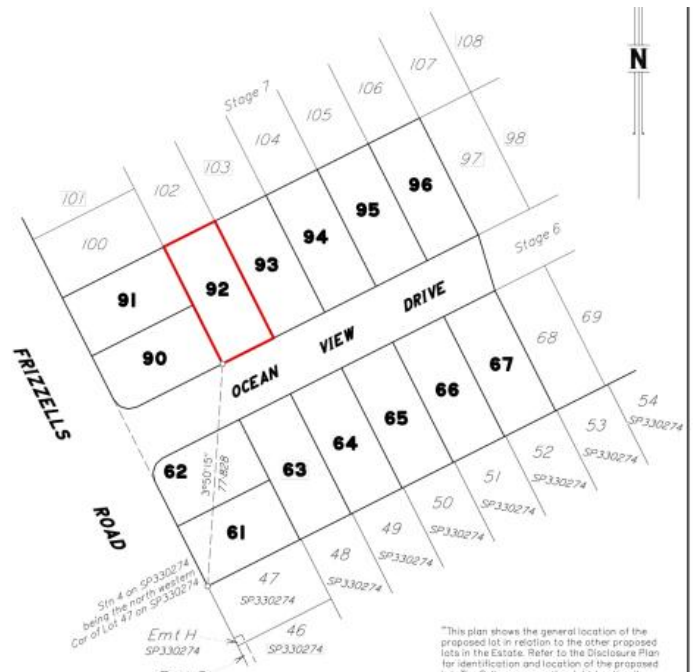 N
108
107
106
105
Stage 7
104
103
102
101
100
98
97
96
95
94
93
92
91
90
Stage 6
OCEAN VIEW DRIVE
FRIZZELLS
ROAD
69
68
67
66
65
64
63
62
61
3°50'15"
77·828
54
SP330274
53
SP330274
52
SP330274
51
SP330274
50
SP330274
49
SP330274
48
SP330274
47
SP330274
46
SP330274
Stn 4 on SP330274
being the north western
Cor of Lot 47 on SP330274
Emt H
SP330274
"This plan shows the general location of the
proposed lot in relation to the other proposed
lots in the Estate. Refer to the Disclosure Plan
for identification and location of the proposed